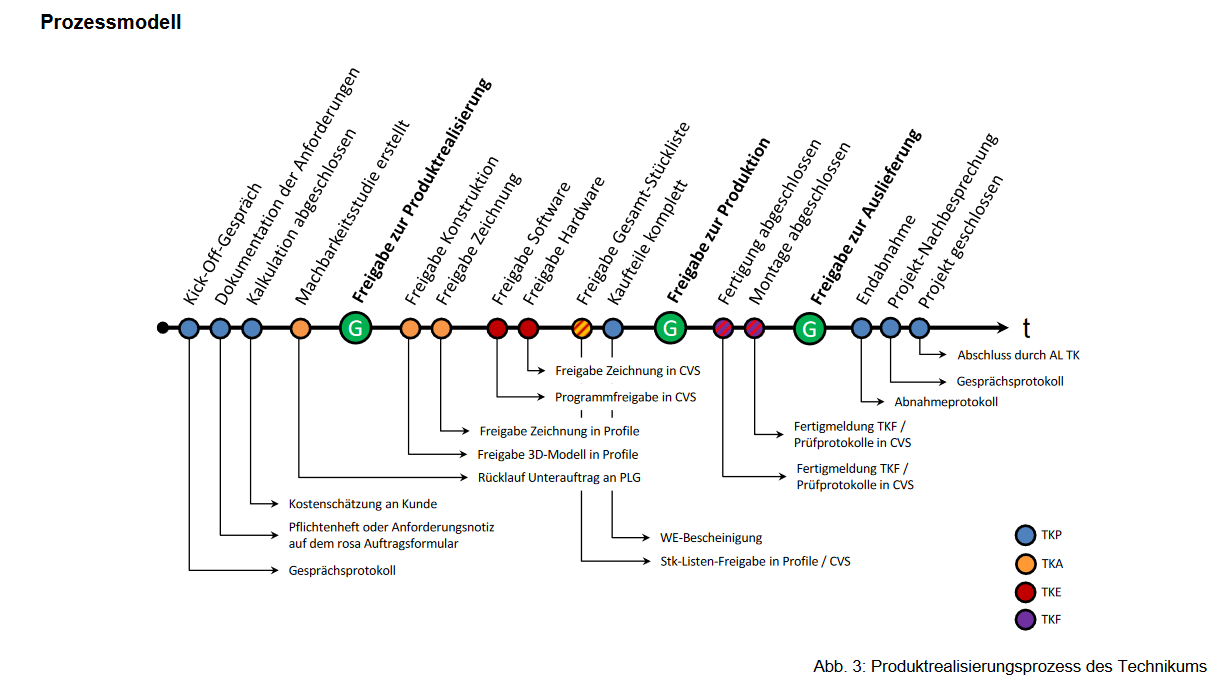 Prozessmodell
Kick-Off-Gespräch
Dokumentation der Anforderungen
Kalkulation abgeschlossen
Machbarkeitsstudie erstellt
Freigabe zur Produktrealisierung
Freigabe Konstruktion
Freigabe Zeichnung
Freigabe Software
Freigabe Hardware
Freigabe Gesamt-Stückliste
Kaufteile komplett
Freigabe zur Produktion
Fertigung abgeschlossen
Montage abgeschlossen
Freigabe zur Auslieferung
Endabnahme
Projekt-Nachbesprechung
Projekt geschlossen
G
G
G
t
Abschluss durch AL TK
Freigabe Zeichnung in CVS
Gesprächsprotokoll
Programmfreigabe in CVS
Abnahmeprotokoll
Freigabe Zeichnung in Profile
Fertigmeldung TKF /
Prüfprotokolle in CVS
Freigabe 3D-Modell in Profile
Rücklauf Unterauftrag an PLG
Fertigmeldung TKF /
Prüfprotokolle in CVS
Kostenschätzung an Kunde
Pflichtenheft oder Anforderungsnotiz
auf dem rosa Auftragsformular
WE-Bescheinigung
Stk-Listen-Freigabe in Profile / CVS
Gesprächsprotokoll
TKP
TKA
TKE
TKF
Abb. 3: Produktrealisierungsprozess des Technikums